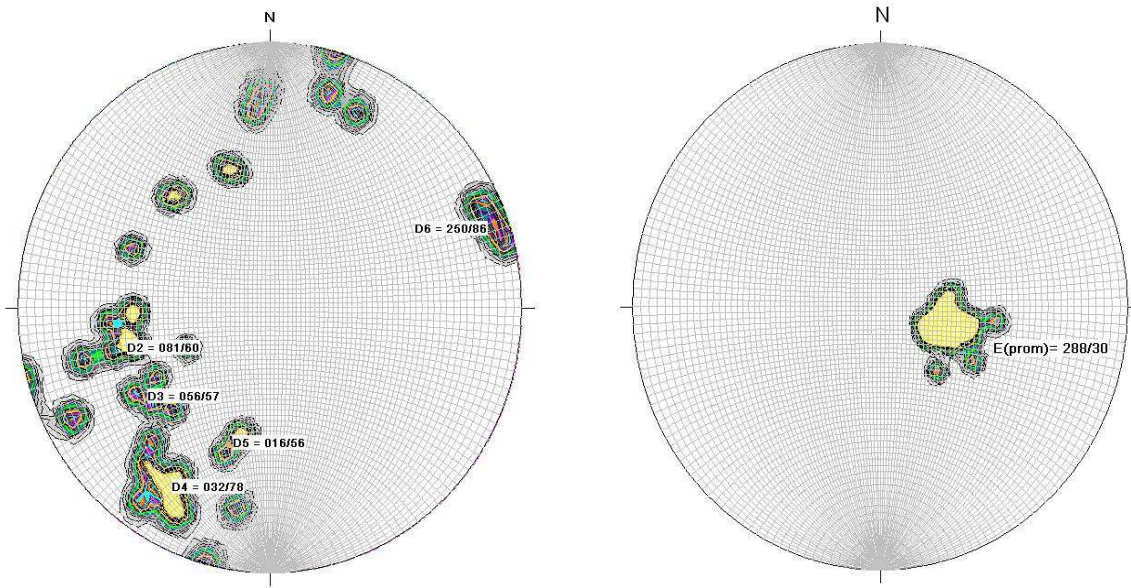 N
D6 = 250/86
D2 = 081/60
D3 = 056/57
D5 = 016/56
D4 = 032/78
N
E(prom)= 288/30